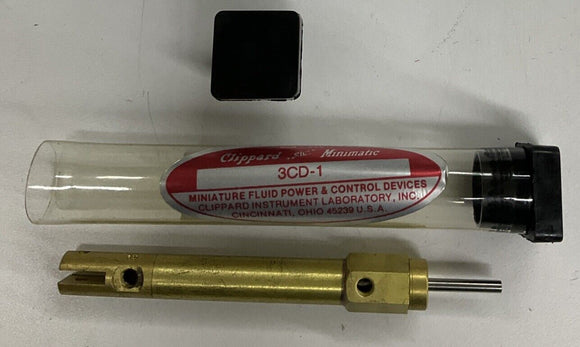 Clippard Minimatic
3CD-1
MINIATURE FLUID POWER & CONTROL DEVICES
CLIPPARD INSTRUMENT LABORATORY, INC.
CINCINNATI, OHIO 45239 U.S.A.